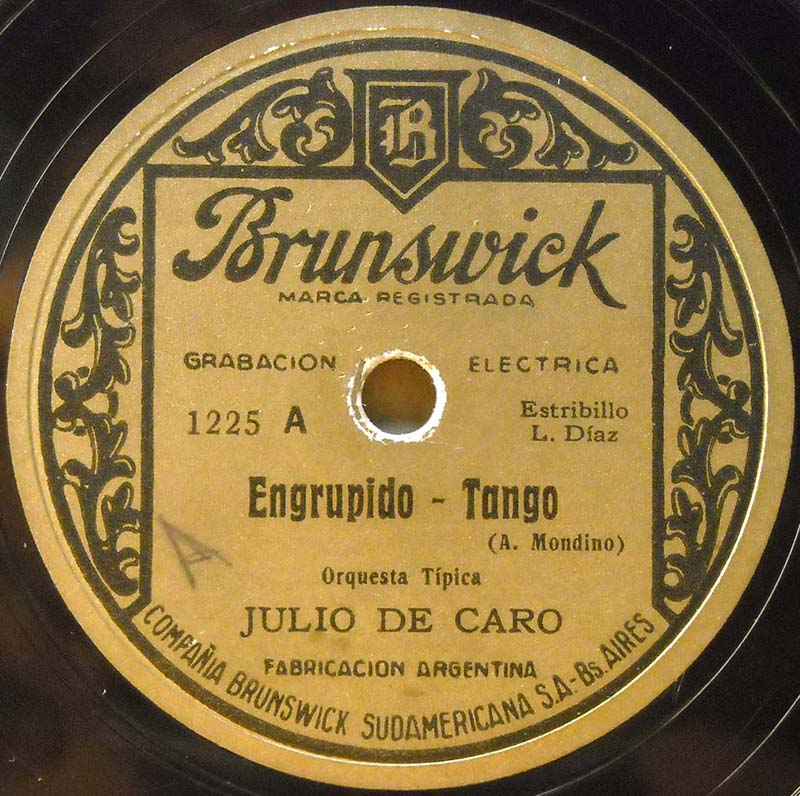 B
Brunswick
MARCA REGISTRADA
GRABACION ELECTRICA
1225 A
Estribillo
L. Díaz
Engrupido - Tango
(A. Mondino)
A
Orquesta Típica
JULIO DE CARO
FABRICACION ARGENTINA
COMPAÑIA BRUNSWICK SUDAMERICANA S.A.-Bs. AIRES